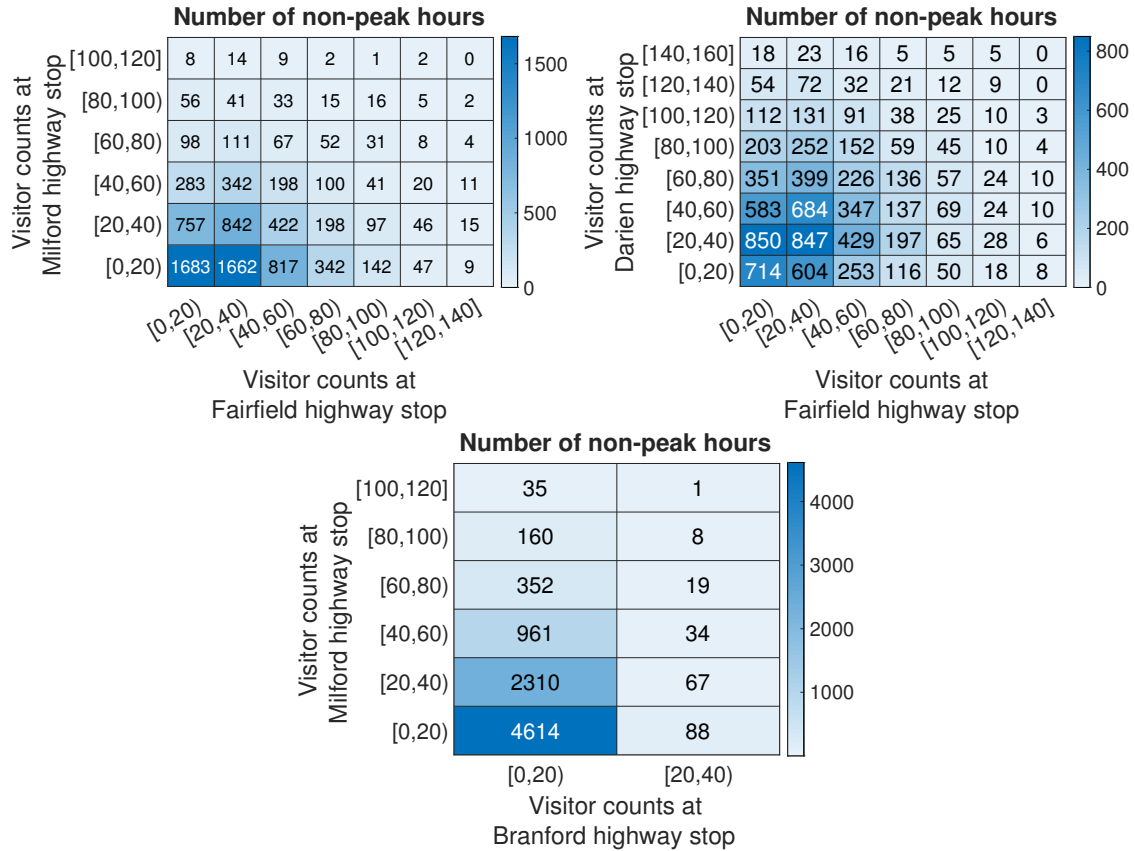 Number of non-peak hours
Visitor counts at
Milford highway stop
[100,120] 8 14 9 2 1 2 0
[80,100) 56 41 33 15 16 5 2
[60,80) 98 111 67 52 31 8 4
[40,60) 283 342 198 100 41 20 11
[20,40) 757 842 422 198 97 46 15
[0,20) 1683 1662 817 342 142 47 9
[0,20) [20,40) [40,60) [60,80) [80,100) [100,120) [120,140]
Visitor counts at
Fairfield highway stop
1500
1000
500
0
Number of non-peak hours
Visitor counts at
Darien highway stop
[140,160] 18 23 16 5 5 5 0
[120,140) 54 72 32 21 12 9 0
[100,120) 112 131 91 38 25 10 3
[80,100) 203 252 152 59 45 10 4
[60,80) 351 399 226 136 57 24 10
[40,60) 583 684 347 137 69 24 10
[20,40) 850 847 429 197 65 28 6
[0,20) 714 604 253 116 50 18 8
[0,20) [20,40) [40,60) [60,80) [80,100) [100,120) [120,140]
Visitor counts at
Fairfield highway stop
800
600
400
200
0
Number of non-peak hours
Visitor counts at
Milford highway stop
[100,120] 35 1
[80,100) 160 8
[60,80) 352 19
[40,60) 961 34
[20,40) 2310 67
[0,20) 4614 88
[0,20) [20,40)
Visitor counts at
Branford highway stop
4000
3000
2000
1000